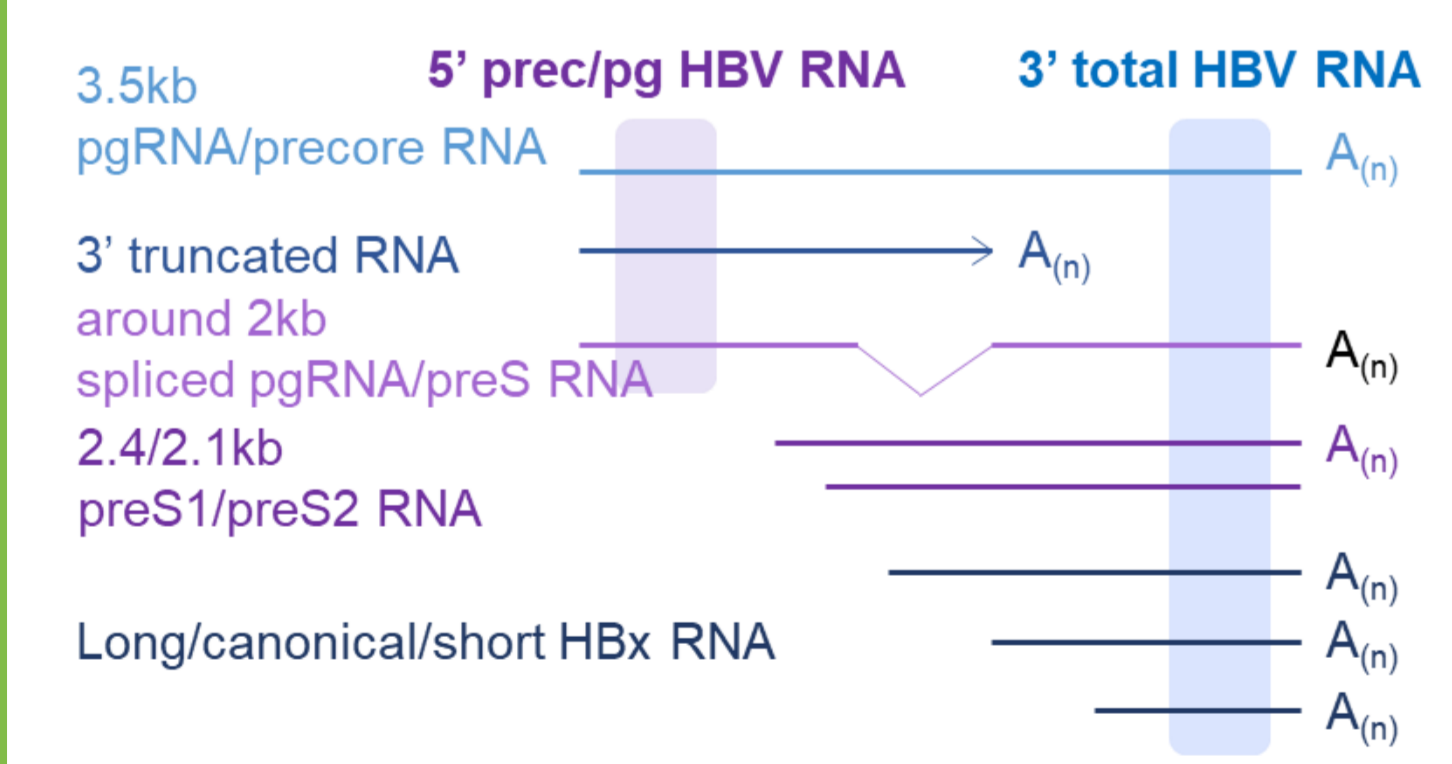 5’ prec/pg HBV RNA
3’ total HBV RNA
3.5kb
pgRNA/precore RNA
A(n)
3’ truncated RNA
A(n)
around 2kb
spliced pgRNA/preS RNA
A(n)
2.4/2.1kb
preS1/preS2 RNA
A(n)
A(n)
Long/canonical/short HBx RNA
A(n)
A(n)